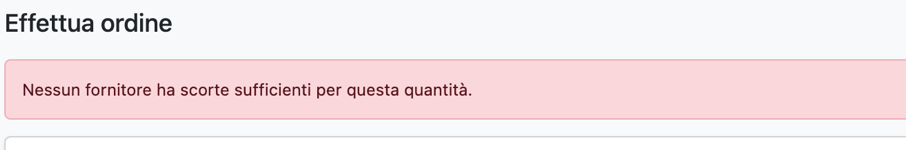 Effettua ordine
Nessun fornitore ha scorte sufficienti per questa quantità.